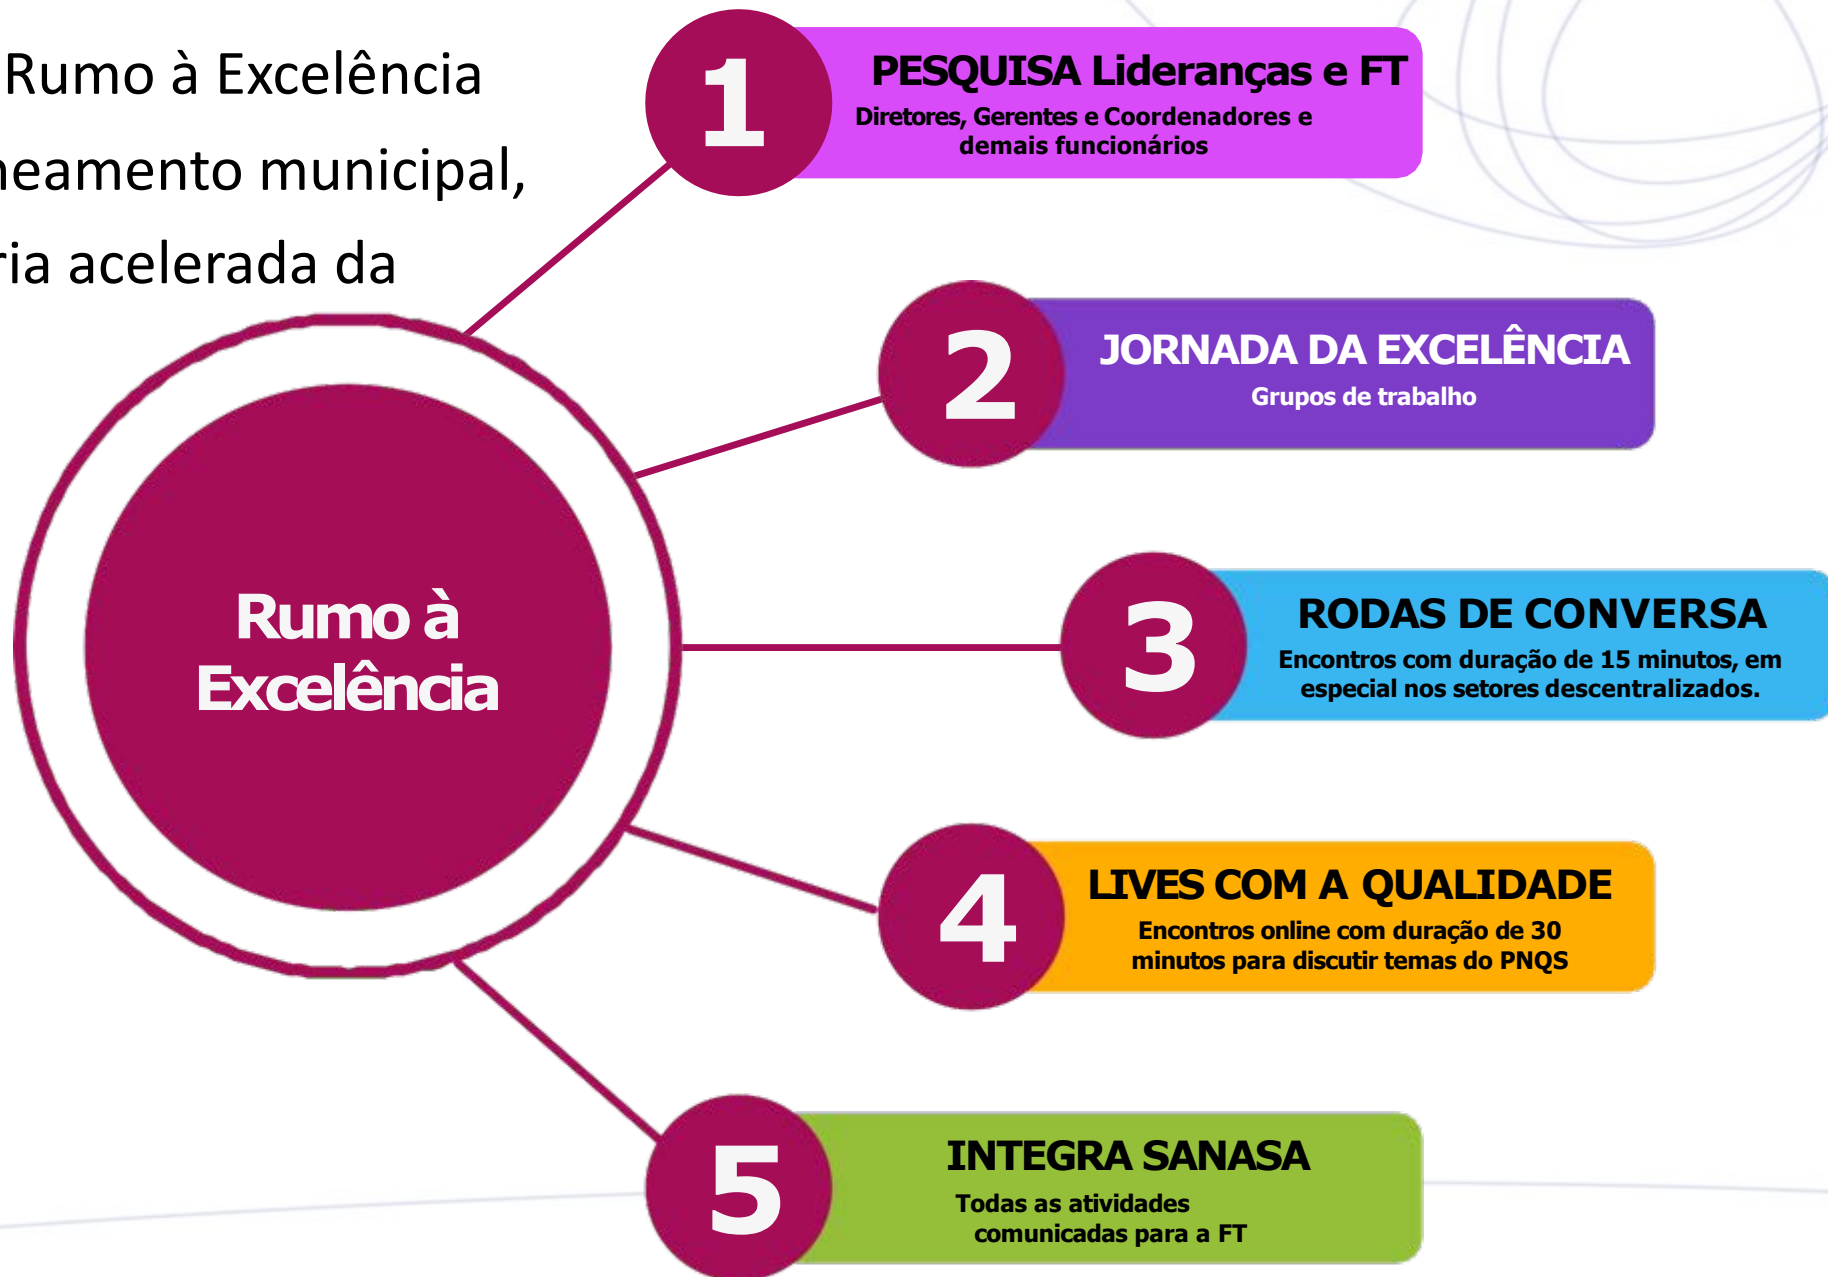 Rumo à Excelência
neamento municipal,
ria acelerada da
Rumo à
Excelência
1
PESQUISA Lideranças e FT
Diretores, Gerentes e Coordenadores e
demais funcionários
2
JORNADA DA EXCELÊNCIA
Grupos de trabalho
3
RODAS DE CONVERSA
Encontros com duração de 15 minutos, em
especial nos setores descentralizados.
4
LIVES COM A QUALIDADE
Encontros online com duração de 30
minutos para discutir temas do PNQS
5
INTEGRA SANASA
Todas as atividades
comunicadas para a FT